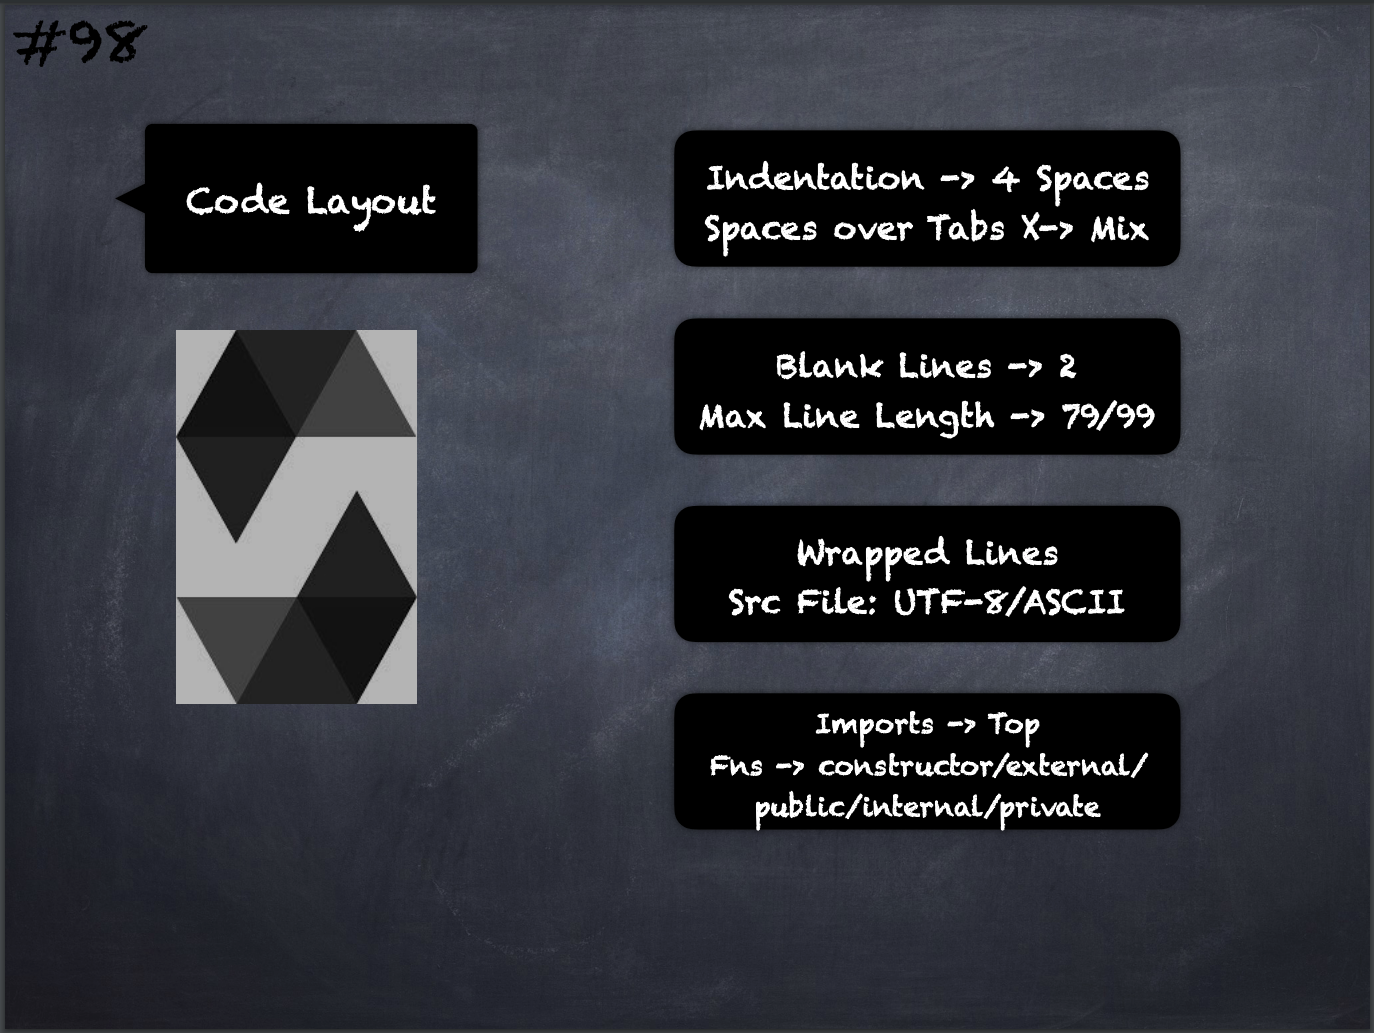 #98
Code Layout
Indentation -> 4 Spaces
Spaces over Tabs X-> Mix
Blank Lines -> 2
Max Line Length -> 79/99
Wrapped Lines
Src File: UTF-8/ASCII
Imports -> Top
Fns -> constructor/external/
public/internal/private